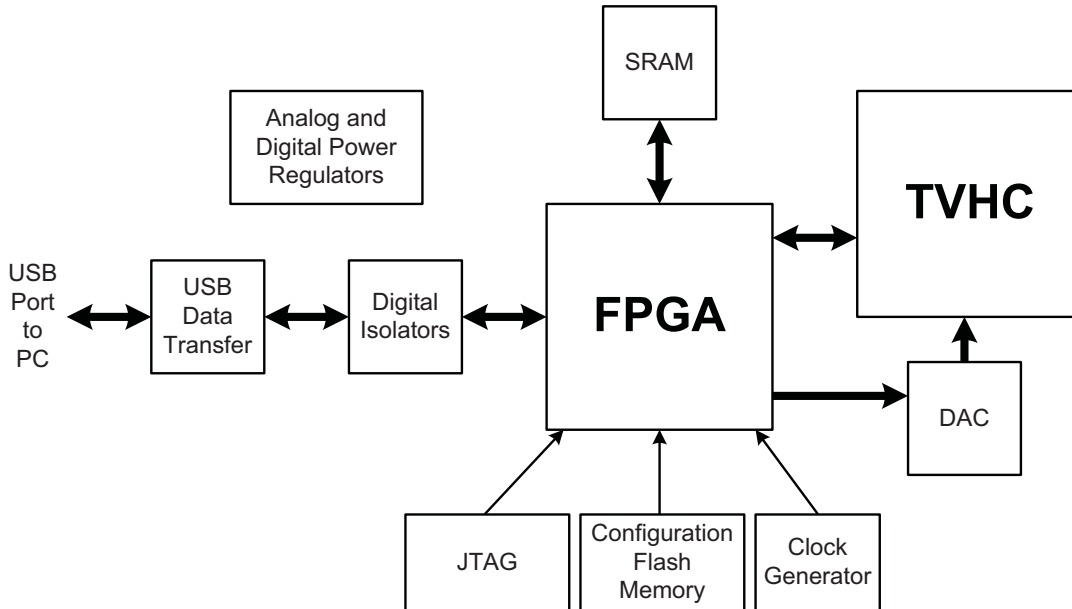 SRAM
Analog and
Digital Power
Regulators
TVHC
USB
Port
to
PC
USB
Data
Transfer
Digital
Isolators
FPGA
DAC
JTAG
Configuration
Flash
Memory
Clock
Generator